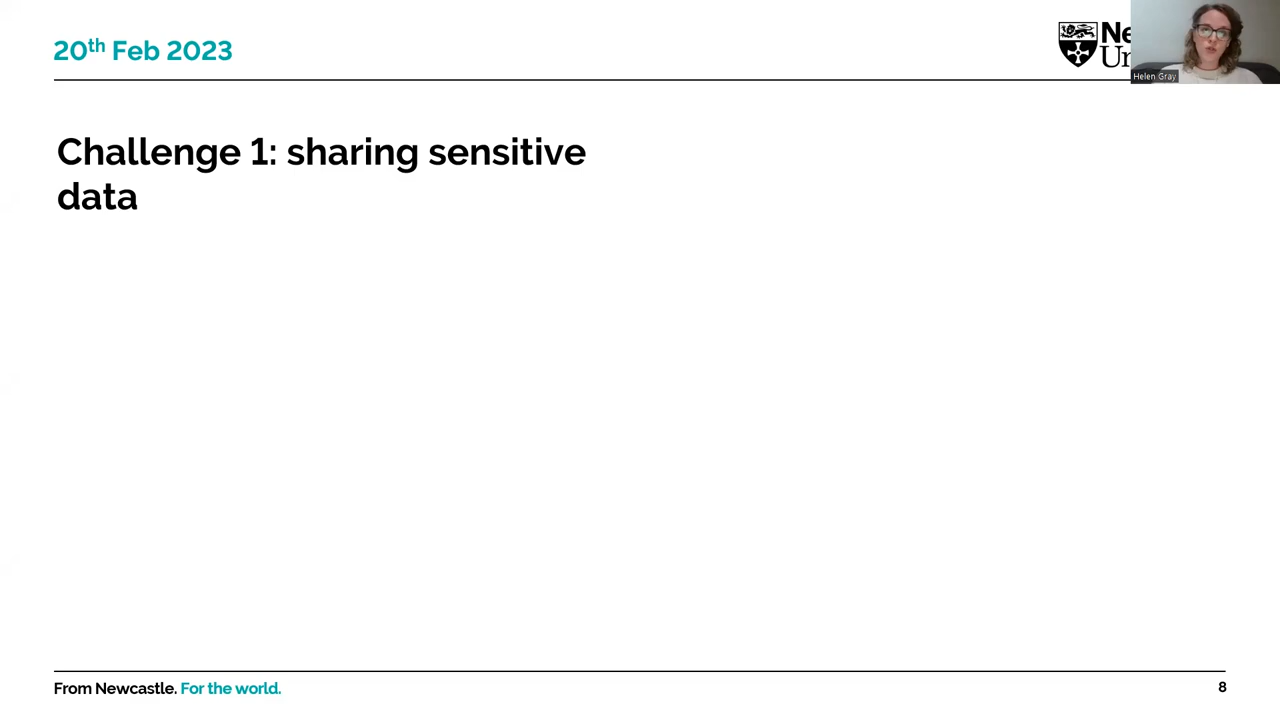 20th Feb 2023
Helen Gray
Challenge 1: sharing sensitive
data
From Newcastle. For the world.
8